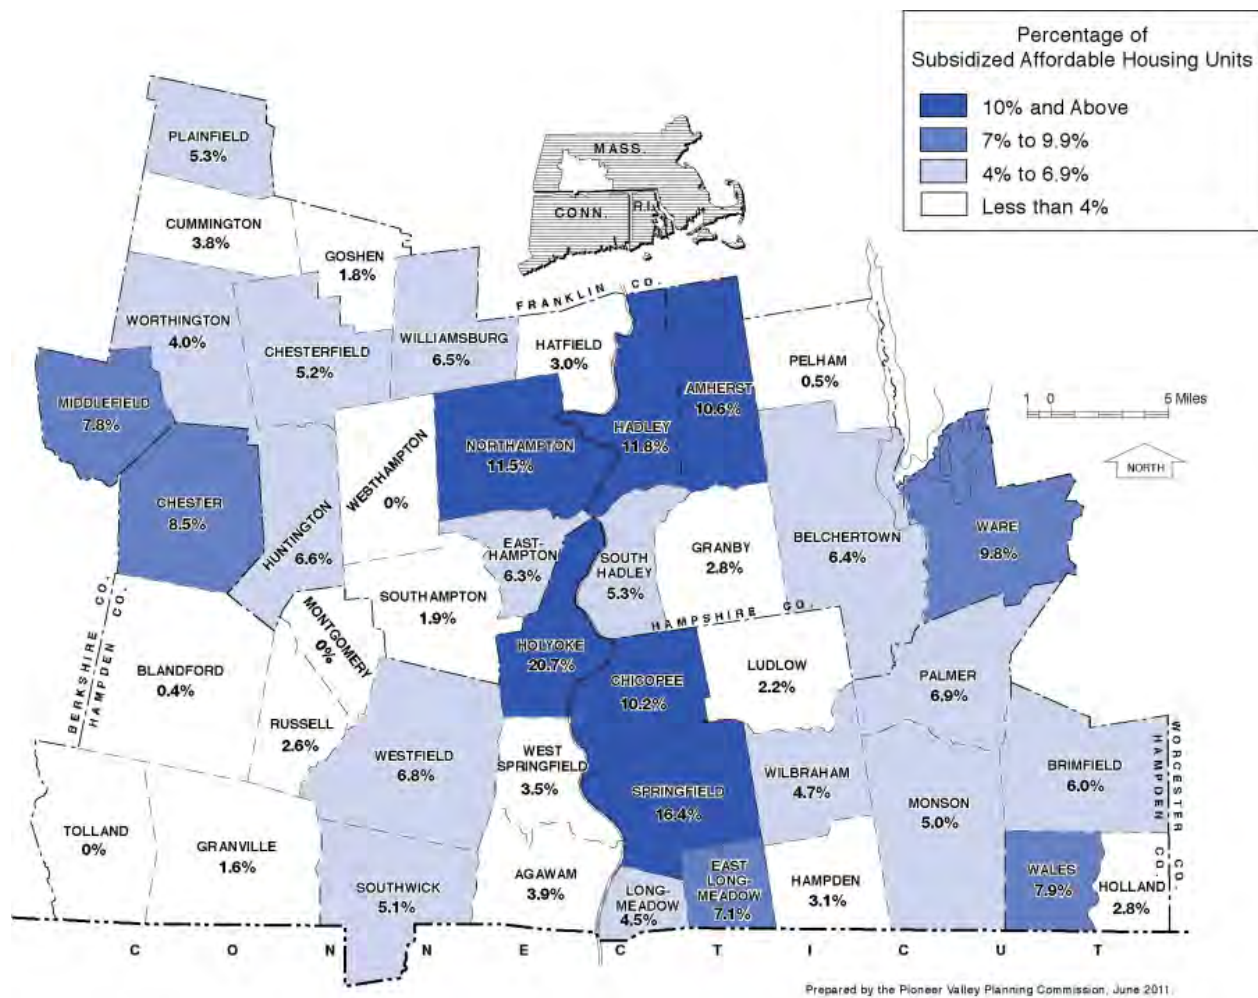 Percentage of
Subsidized Affordable Housing Units
10% and Above
7% to 9.9%
4% to 6.9%
Less than 4%
MASS.
CONN.
R.I.
PLAINFIELD
5.3%
CUMMINGTON
3.8%
GOSHEN
1.8%
WORTHINGTON
4.0%
CHESTERFIELD
5.2%
WILLIAMSBURG
6.5%
FRANKLIN CO.
HATFIELD
3.0%
PELHAM
0.5%
1 0 5 Miles
NORTH
MIDDLEFIELD
7.8%
AMHERST
10.6%
HADLEY
11.8%
NORTHAMPTON
11.5%
WESTHAMPTON
0%
CHESTER
8.5%
HUNTINGTON
6.6%
EAST-
HAMPTON
6.3%
SOUTH
HADLEY
5.3%
GRANBY
2.8%
BELCHERTOWN
6.4%
WARE
9.8%
BERKSHIRE CO.
HAMPDEN CO.
MONTGOMERY
0%
SOUTHAMPTON
1.9%
HAMPSHIRE CO.
HOLYOKE
20.7%
CHICOPEE
10.2%
LUDLOW
2.2%
PALMER
6.9%
BLANDFORD
0.4%
RUSSELL
2.6%
WESTFIELD
6.8%
WEST
SPRINGFIELD
3.5%
SPRINGFIELD
16.4%
WILBRAHAM
4.7%
MONSON
5.0%
BRIMFIELD
6.0%
HAMPDEN CO.
WORCESTER CO.
TOLLAND
0%
GRANVILLE
1.6%
SOUTHWICK
5.1%
AGAWAM
3.9%
LONG-
MEADOW
4.5%
EAST
LONG-
MEADOW
7.1%
HAMPDEN
3.1%
WALES
7.9%
HOLLAND
2.8%
CONNECTICUT
Prepared by the Pioneer Valley Planning Commission, June 2011.